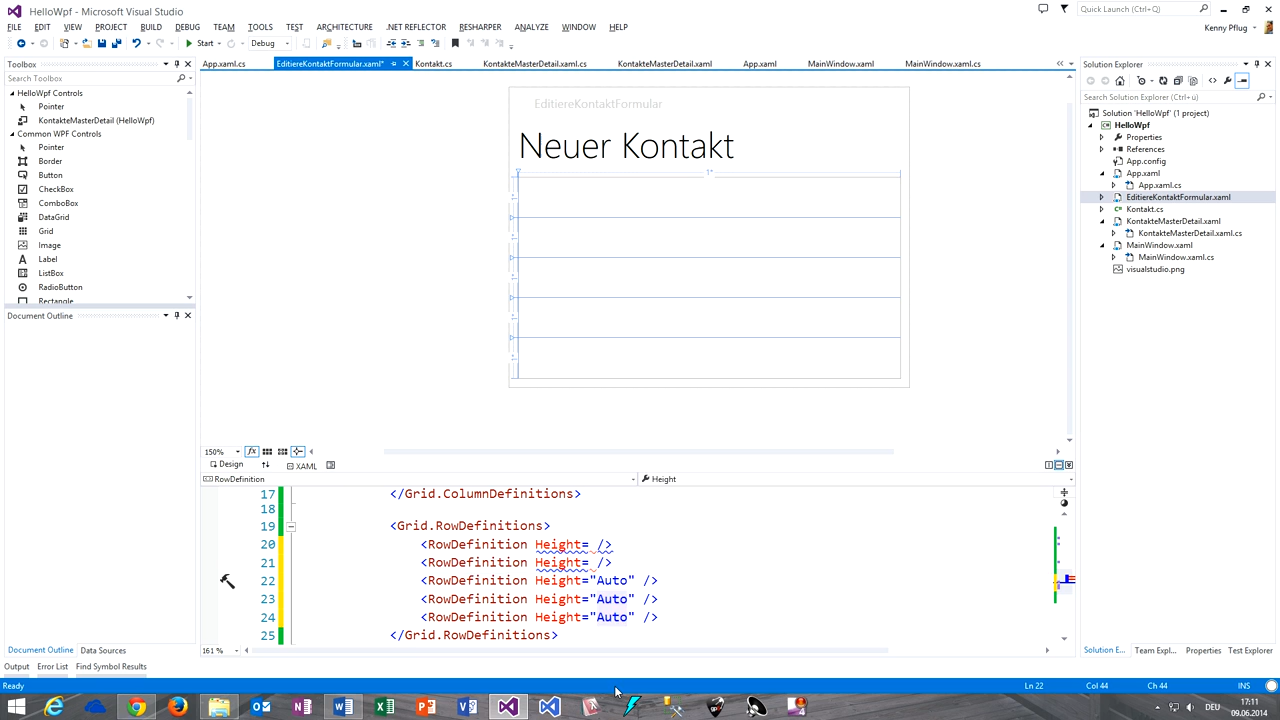 HelloWpf - Microsoft Visual Studio
Quick Launch (Ctrl+Ü)
FILE EDIT VIEW PROJECT BUILD DEBUG TEAM TOOLS TEST ARCHITECTURE .NET REFLECTOR RESHARPER ANALYZE WINDOW HELP
Kenny Pflug
Start Debug
Toolbox
App.xaml.cs EditiereKontaktFormular.xaml* Kontakt.cs KontakteMasterDetail.xaml.cs KontakteMasterDetail.xaml App.xaml MainWindow.xaml MainWindow.xaml.cs
Solution Explorer
Search Toolbox
HelloWpf Controls
Pointer
KontakteMasterDetail (HelloWpf)
Common WPF Controls
Pointer
Border
Button
CheckBox
ComboBox
DataGrid
Grid
Image
Label
ListBox
RadioButton
Rectangle
Document Outline
EditiereKontaktFormular
Neuer Kontakt
1*
1*
1*
1*
1*
1*
150%
Design
XAML
RowDefinition
Height
17 </Grid.ColumnDefinitions>
18
19 <Grid.RowDefinitions>
20 <RowDefinition Height= />
21 <RowDefinition Height= />
22 <RowDefinition Height="Auto" />
23 <RowDefinition Height="Auto" />
24 <RowDefinition Height="Auto" />
25 </Grid.RowDefinitions>
161 %
Search Solution Explorer (Ctrl+ü)
Solution 'HelloWpf' (1 project)
HelloWpf
Properties
References
App.config
App.xaml
App.xaml.cs
EditiereKontaktFormular.xaml
Kontakt.cs
KontakteMasterDetail.xaml
KontakteMasterDetail.xaml.cs
MainWindow.xaml
MainWindow.xaml.cs
visualstudio.png
Document Outline Data Sources
Solution E... Team Expl... Properties Test Explorer
Output Error List Find Symbol Results
Ready
Ln 22 Col 44 Ch 44 INS
DEU
17:11
09.06.2014